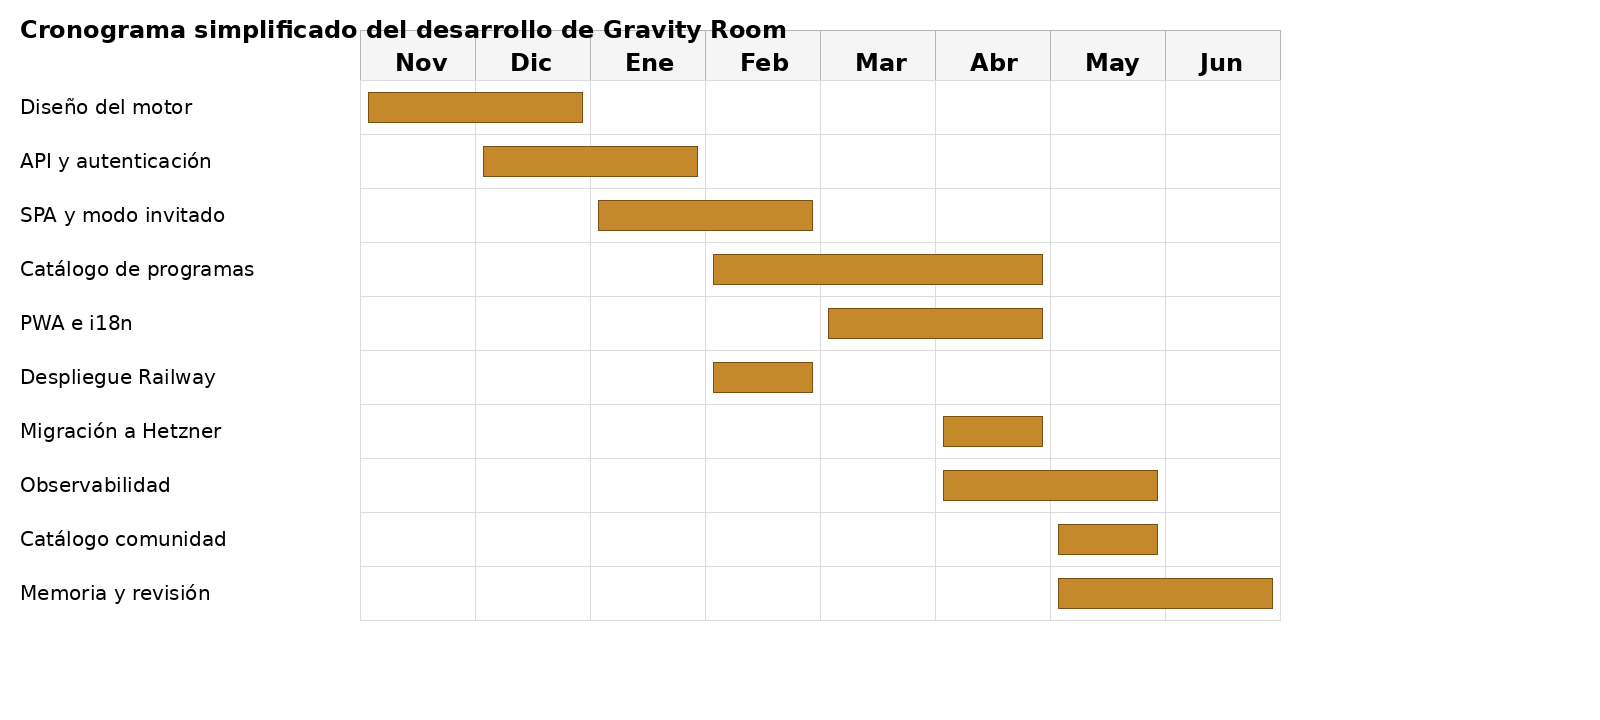 Cronograma simplificado del desarrollo de Gravity Room
Nov Dic Ene Feb Mar Abr May Jun
Diseño del motor
API y autenticación
SPA y modo invitado
Catálogo de programas
PWA e i18n
Despliegue Railway
Migración a Hetzner
Observabilidad
Catálogo comunidad
Memoria y revisión